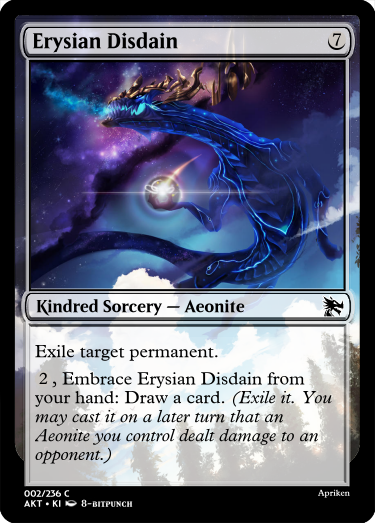 Erysian Disdain 7
Kindred Sorcery — Aeonite
Exile target permanent.
2 , Embrace Erysian Disdain from
your hand: Draw a card. (Exile it. You
may cast it on a later turn that an
Aeonite you control dealt damage to an
opponent.)
002/236 C Apriken
AKT • KI 8-BITPUNCH